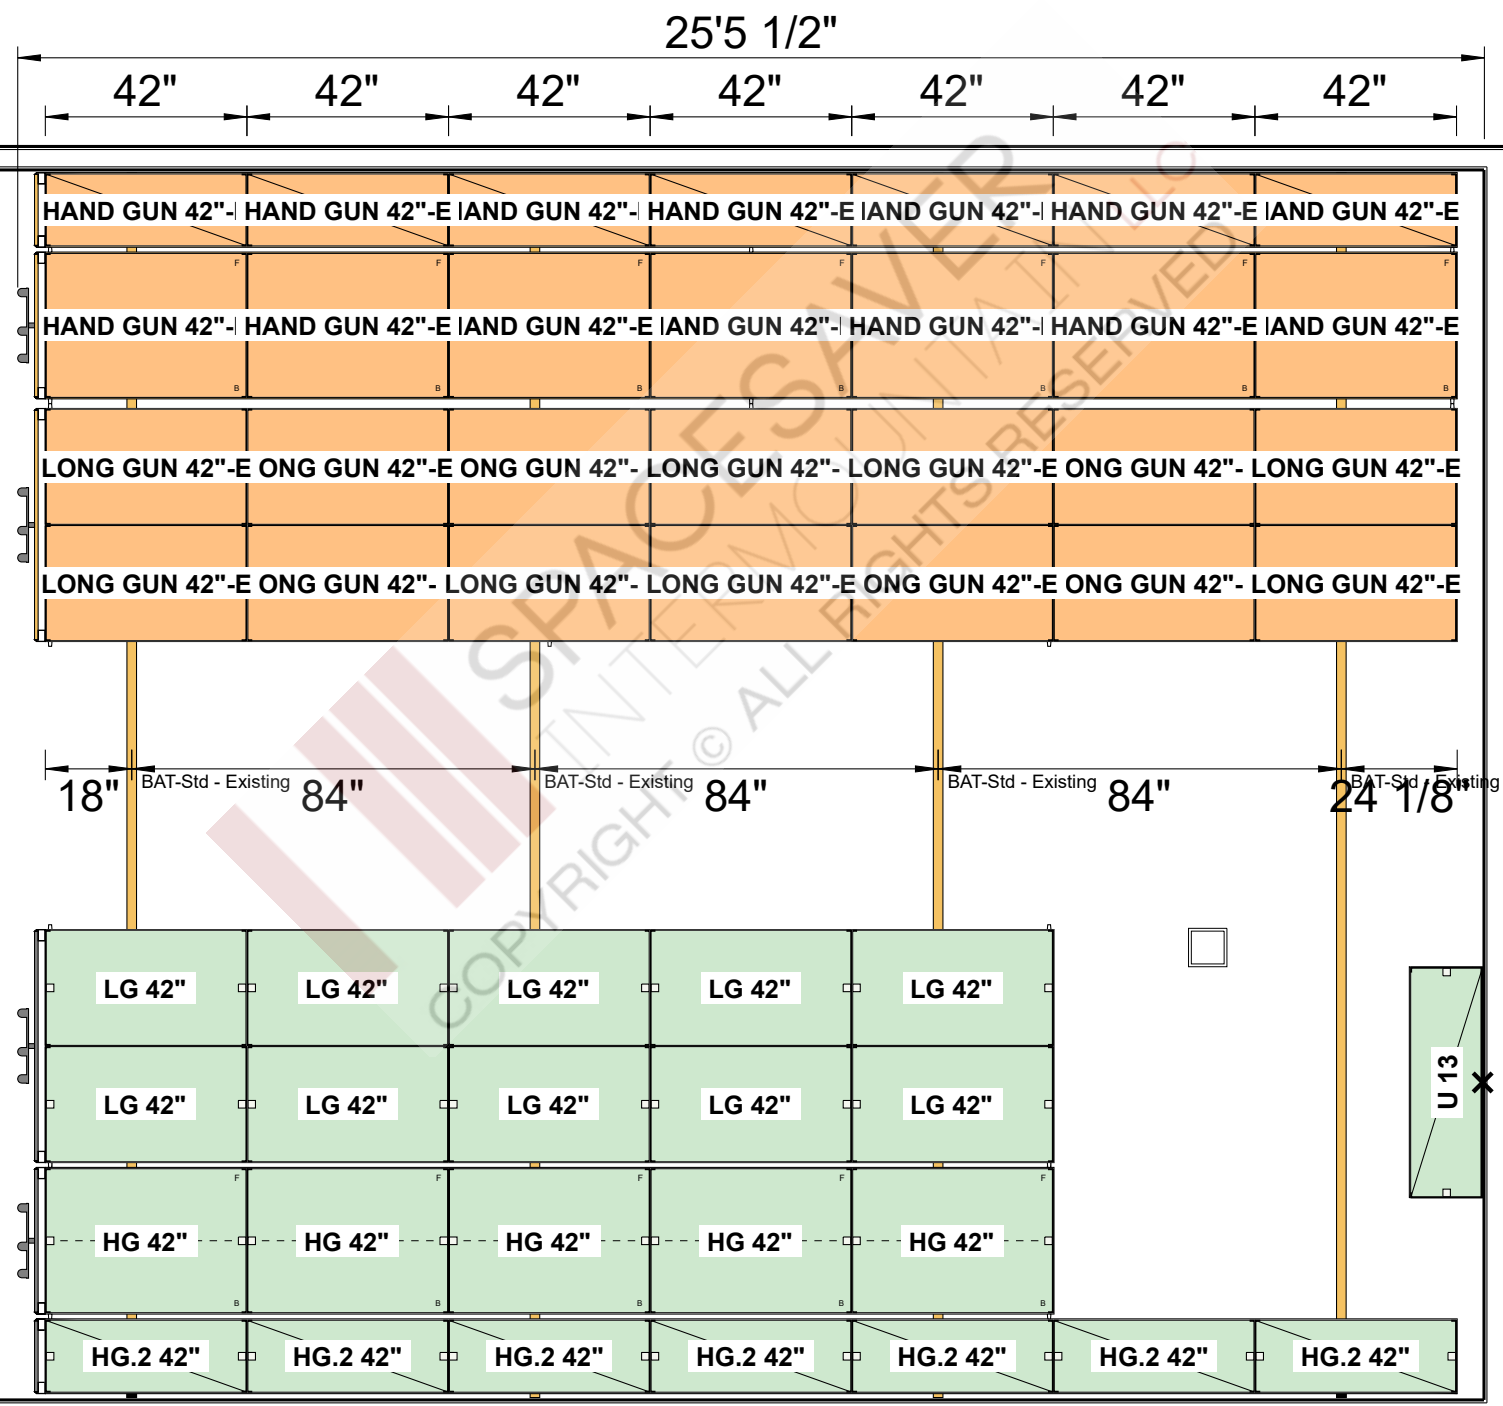 25'5 1/2"
42" 42" 42" 42" 42" 42" 42"
HAND GUN 42"- HAND GUN 42"-E HAND GUN 42"- HAND GUN 42"-E HAND GUN 42"- HAND GUN 42"-E HAND GUN 42"-E
F F F F F F F
HAND GUN 42"- HAND GUN 42"-E HAND GUN 42"-E HAND GUN 42"- HAND GUN 42"- HAND GUN 42"-E HAND GUN 42"-E
B B B B B B B
LONG GUN 42"-E ONG GUN 42"-E ONG GUN 42"- LONG GUN 42"- LONG GUN 42"-E ONG GUN 42"- LONG GUN 42"-E
LONG GUN 42"-E ONG GUN 42"- LONG GUN 42"- LONG GUN 42"-E ONG GUN 42"-E ONG GUN 42"- LONG GUN 42"-E
SPACESAVER
INTERMOUNTAIN LLC
COPYRIGHT © ALL RIGHTS RESERVED
BAT-Std - Existing BAT-Std - Existing BAT-Std - Existing BAT-Std - Existing
18" 84" 84" 84" 24 1/8"
LG 42" LG 42" LG 42" LG 42" LG 42"
U 13
LG 42" LG 42" LG 42" LG 42" LG 42"
F F F F F
HG 42" HG 42" HG 42" HG 42" HG 42"
B B B B B
HG.2 42" HG.2 42" HG.2 42" HG.2 42" HG.2 42" HG.2 42" HG.2 42"